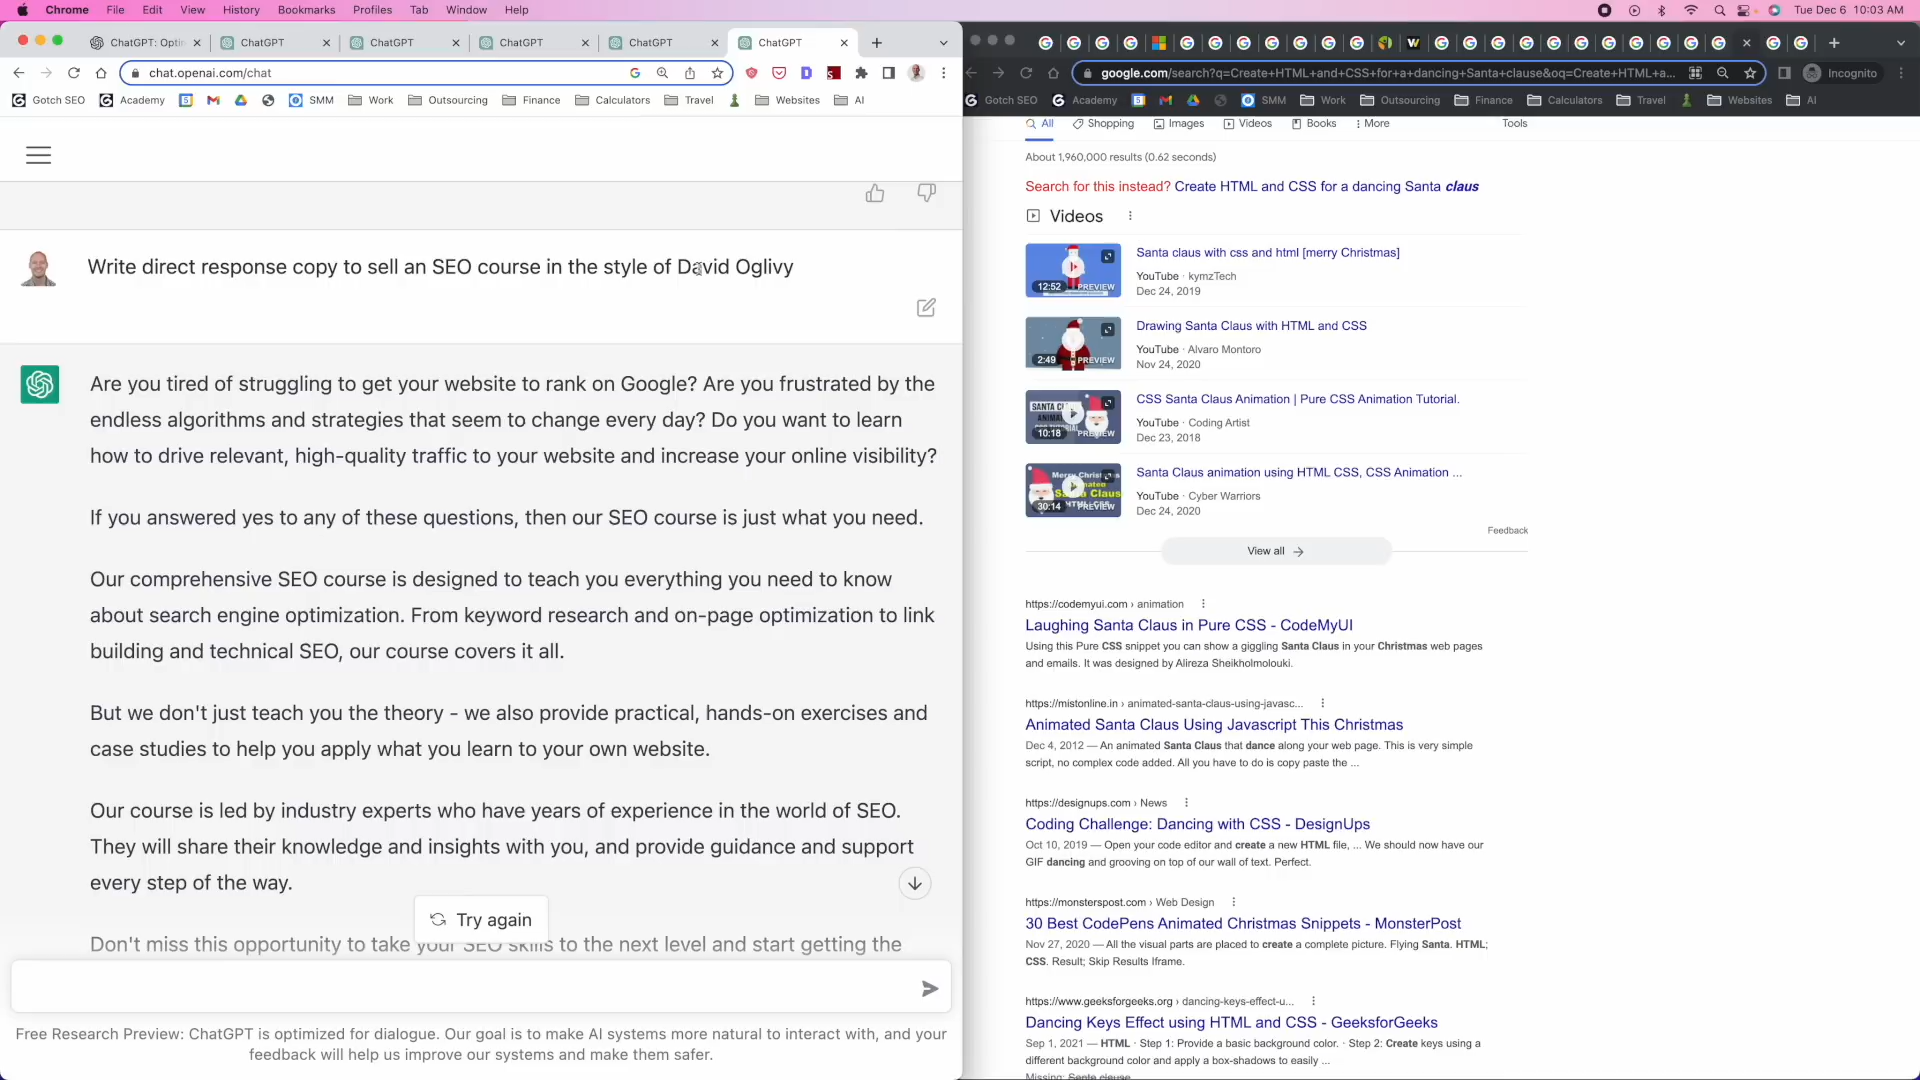 Chrome File Edit View History Bookmarks Profiles Tab Window Help
Tue Dec 6 10:03 AM
ChatGPT: Opti
ChatGPT
ChatGPT
ChatGPT
ChatGPT
ChatGPT
chat.openai.com/chat
Gotch SEO Academy SMM Work Outsourcing Finance Calculators Travel Websites AI
Write direct response copy to sell an SEO course in the style of David Oglivy
Are you tired of struggling to get your website to rank on Google? Are you frustrated by the
endless algorithms and strategies that seem to change every day? Do you want to learn
how to drive relevant, high-quality traffic to your website and increase your online visibility?
If you answered yes to any of these questions, then our SEO course is just what you need.
Our comprehensive SEO course is designed to teach you everything you need to know
about search engine optimization. From keyword research and on-page optimization to link
building and technical SEO, our course covers it all.
But we don't just teach you the theory - we also provide practical, hands-on exercises and
case studies to help you apply what you learn to your own website.
Our course is led by industry experts who have years of experience in the world of SEO.
They will share their knowledge and insights with you, and provide guidance and support
every step of the way.
Try again
Don't miss this opportunity to take your SEO skills to the next level and start getting the
Free Research Preview: ChatGPT is optimized for dialogue. Our goal is to make AI systems more natural to interact with, and your
feedback will help us improve our systems and make them safer.
google.com/search?q=Create+HTML+and+CSS+for+a+dancing+Santa+clause&oq=Create+HTML+a...
Incognito
Gotch SEO Academy SMM Work Outsourcing Finance Calculators Travel Websites AI
All Shopping Images Videos Books More Tools
About 1,960,000 results (0.62 seconds)
Search for this instead? Create HTML and CSS for a dancing Santa claus
Videos
Santa claus with css and html [merry Christmas]
YouTube · kymzTech
Dec 24, 2019
12:52 PREVIEW
Drawing Santa Claus with HTML and CSS
YouTube · Alvaro Montoro
Nov 24, 2020
2:49 PREVIEW
CSS Santa Claus Animation | Pure CSS Animation Tutorial.
YouTube · Coding Artist
Dec 23, 2018
10:18 PREVIEW
Santa Claus animation using HTML CSS, CSS Animation ...
YouTube · Cyber Warriors
Dec 24, 2020
30:14 PREVIEW
Feedback
View all
https://codemyui.com › animation
Laughing Santa Claus in Pure CSS - CodeMyUI
Using this Pure CSS snippet you can show a giggling Santa Claus in your Christmas web pages
and emails. It was designed by Alireza Sheikholmolouki.
https://mistonline.in › animated-santa-claus-using-javasc...
Animated Santa Claus Using Javascript This Christmas
Dec 4, 2012 — An animated Santa Claus that dance along your web page. This is very simple
script, no complex code added. All you have to do is copy paste the ...
https://designups.com › News
Coding Challenge: Dancing with CSS - DesignUps
Oct 10, 2019 — Open your code editor and create a new HTML file, ... We should now have our
GIF dancing and grooving on top of our wall of text. Perfect.
https://monsterspost.com › Web Design
30 Best CodePens Animated Christmas Snippets - MonsterPost
Nov 27, 2020 — All the visual parts are placed to create a complete picture. Flying Santa. HTML;
CSS. Result; Skip Results Iframe.
https://www.geeksforgeeks.org › dancing-keys-effect-u...
Dancing Keys Effect using HTML and CSS - GeeksforGeeks
Sep 1, 2021 — HTML · Step 1: Provide a basic background color. · Step 2: Create keys using a
different background color and apply a box-shadows to easily ...
Missing: Santa clause